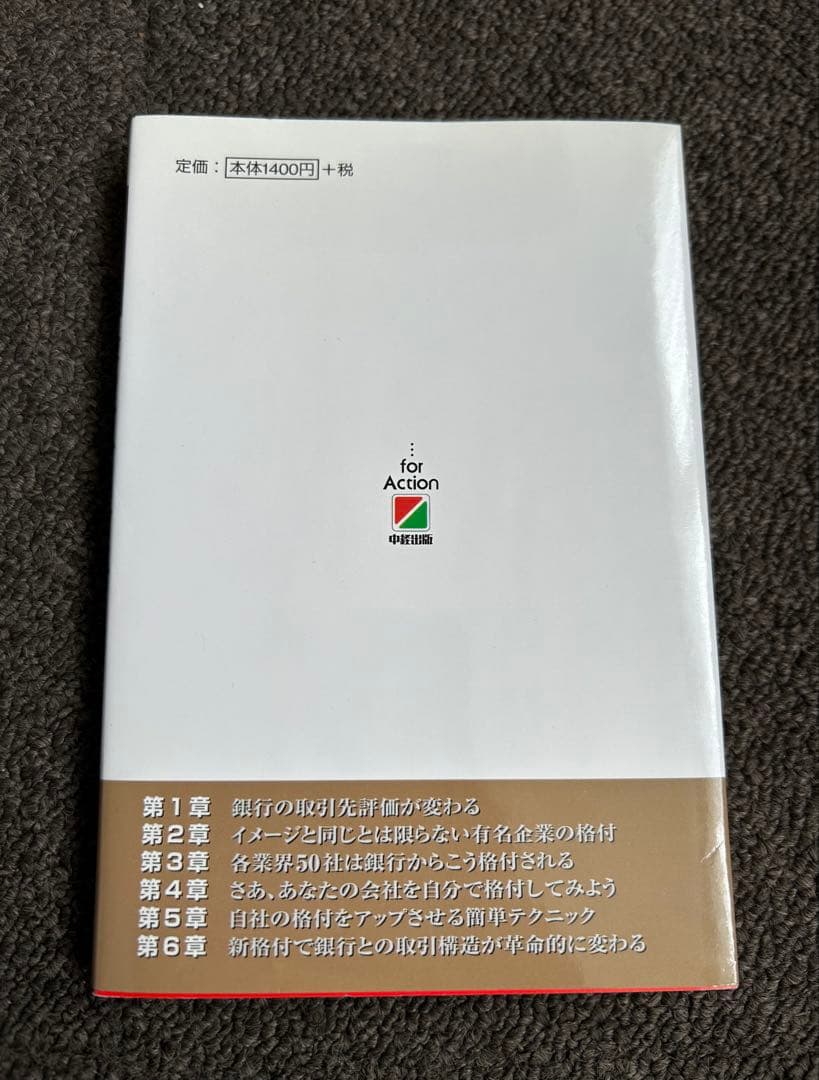 定価：本体1400円＋税
…
for
Action
中経出版
第1章 銀行の取引先評価が変わる
第2章 イメージと同じとは限らない有名企業の格付
第3章 各業界50社は銀行からこう格付される
第4章 さあ、あなたの会社を自分で格付してみよう
第5章 自社の格付をアップさせる簡単テクニック
第6章 新格付で銀行との取引構造が革命的に変わる